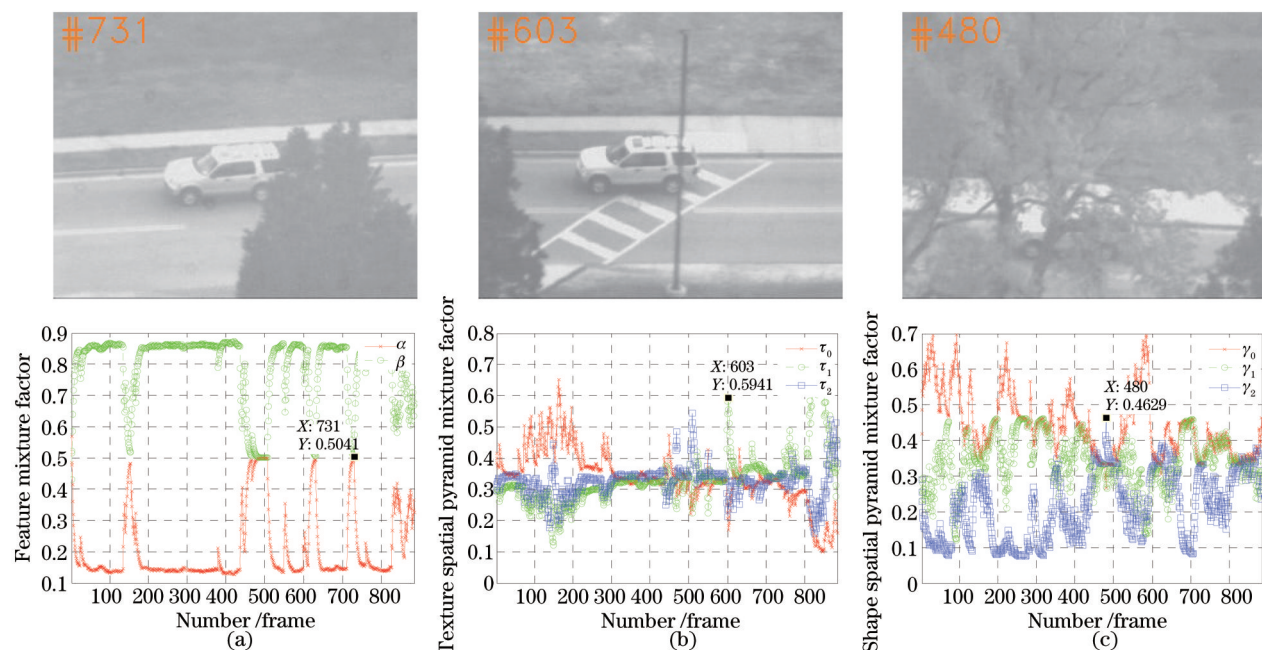 #731
#603
#480
Feature mixture factor
0.9
0.8
0.7
0.6
0.5
0.4
0.3
0.2
0.1
α
β
X: 731
Y: 0.5041
100 200 300 400 500 600 700 800
Number /frame
(a)
Texture spatial pyramid mixture factor
0.8
0.7
0.6
0.5
0.4
0.3
0.2
0.1
0
τ₀
τ₁
τ₂
X: 603
Y: 0.5941
100 200 300 400 500 600 700 800
Number /frame
(b)
Shape spatial pyramid mixture factor
0.7
0.6
0.5
0.4
0.3
0.2
0.1
0
γ₀
γ₁
γ₂
X: 480
Y: 0.4629
100 200 300 400 500 600 700 800
Number /frame
(c)